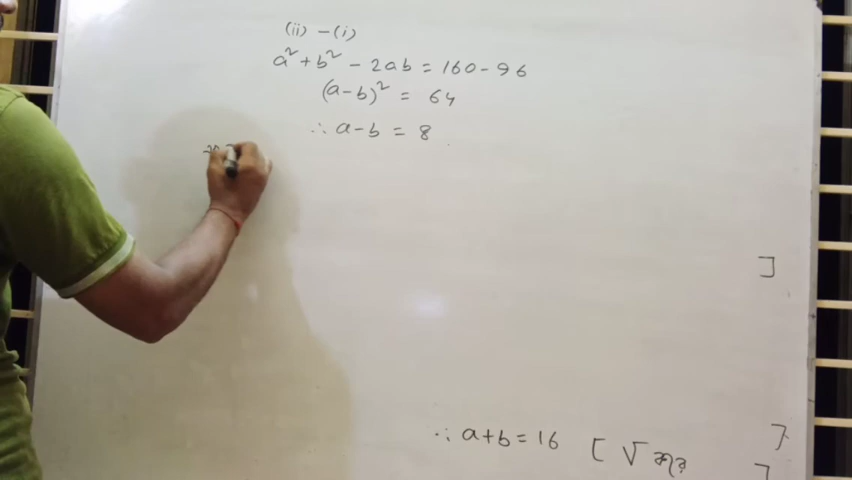 (ii) - (i)
a² + b² - 2ab = 160 - 96
(a-b)² = 64
∴ a-b = 8
]
∴ a+b = 16 [ √
]
]